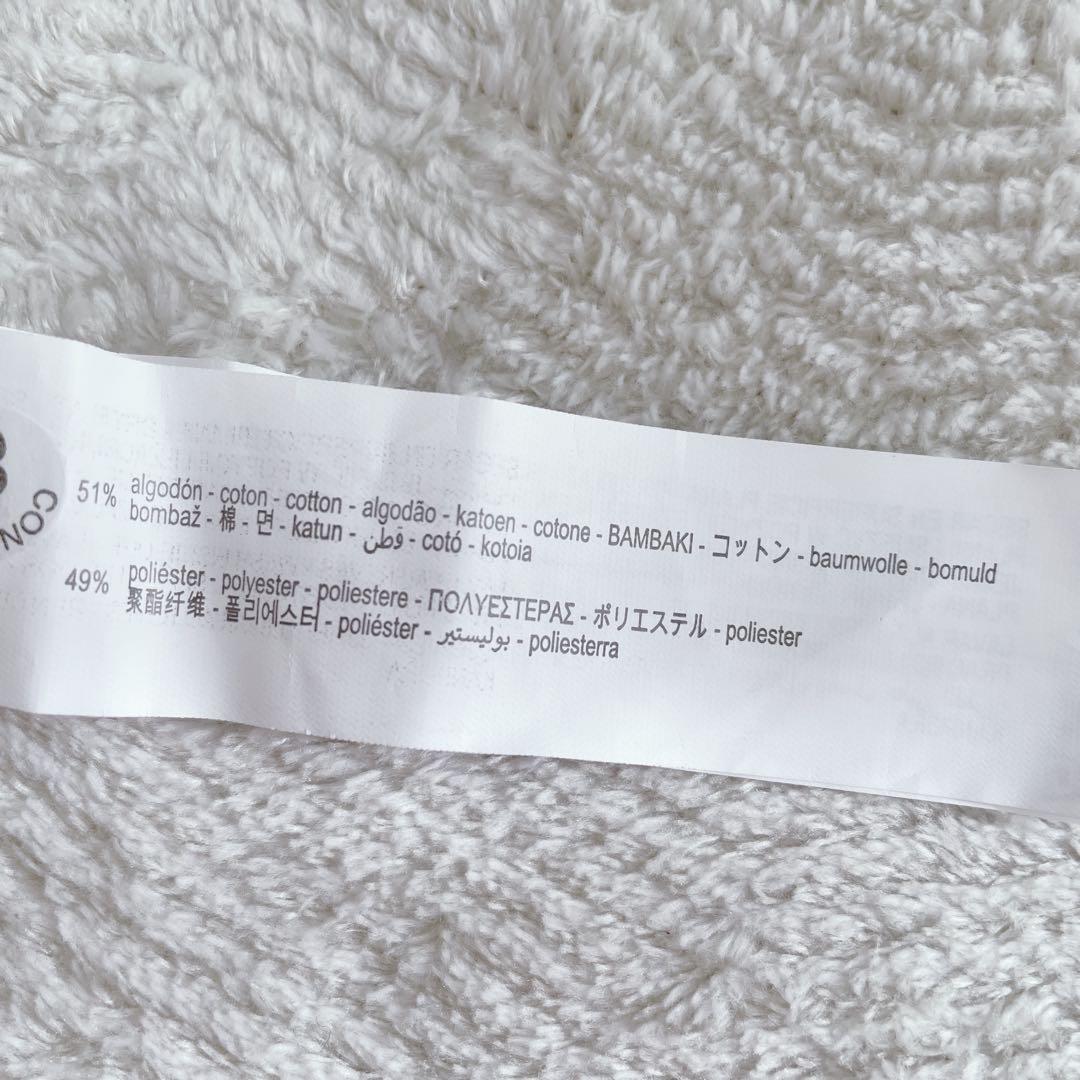 51% algodón - coton - cotton - algodão - katoen - cotone - BAMBAKI - コットン - baumwolle - bomuld
bombaž - 棉 - 면 - katun - قطن - cotó - kotoia
49% poliéster - polyester - poliestere - ΠΟΛΥΕΣΤΕΡΑΣ - ポリエステル - poliester
聚酯纤维 - 폴리에스터 - poliéster - بوليستير - poliesterra
CON